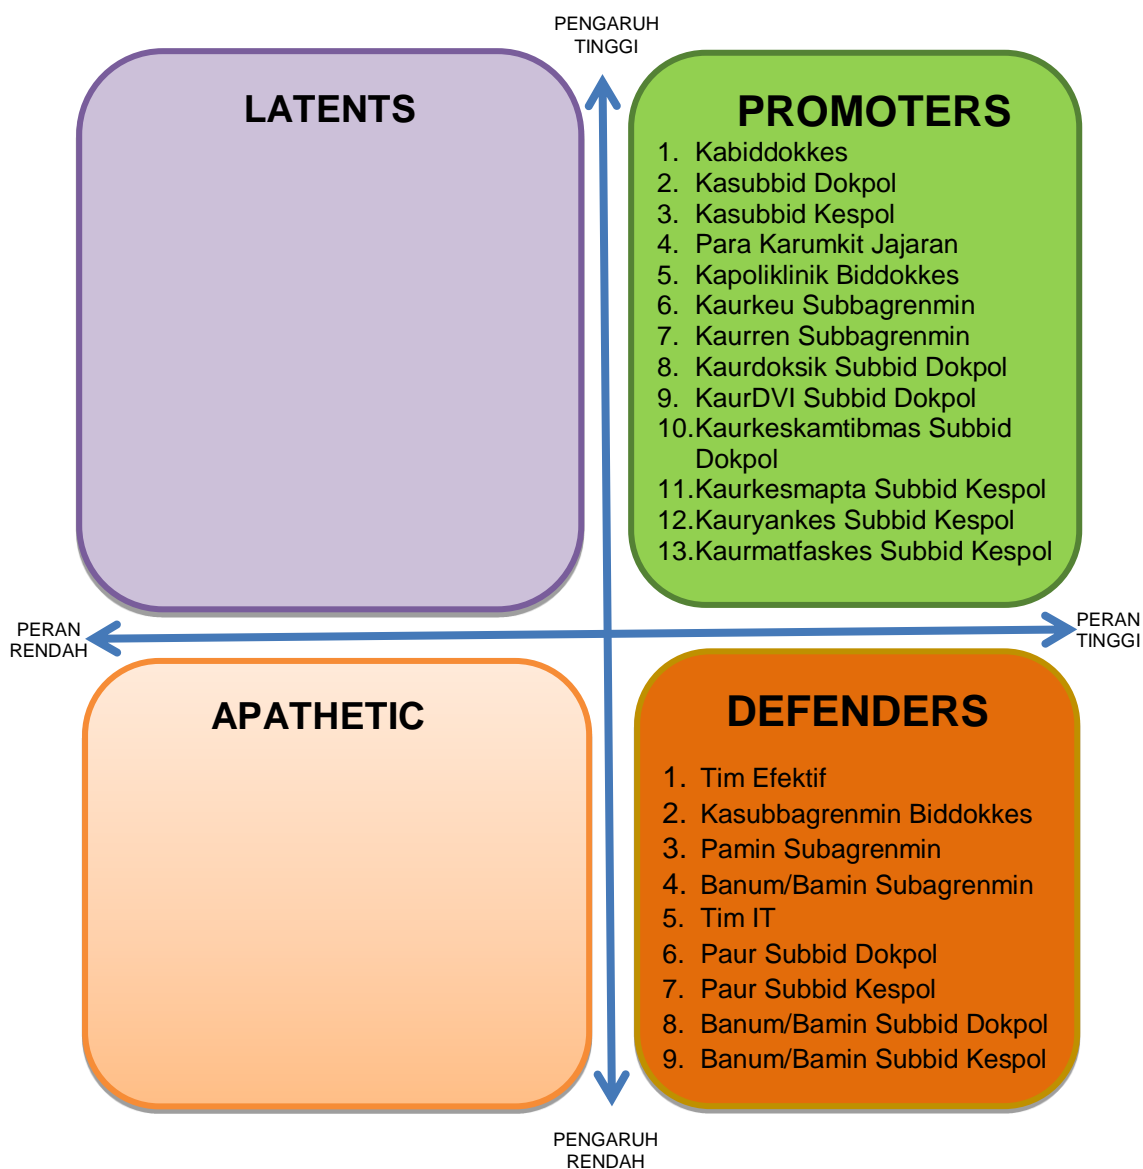 PENGARUH
TINGGI
LATENTS
PROMOTERS
1. Kabiddokkes
2. Kasubbid Dokpol
3. Kasubbid Kespol
4. Para Karumkit Jajaran
5. Kapoliklinik Biddokkes
6. Kaurkeu Subbagrenmin
7. Kaurren Subbagrenmin
8. Kaurdoksik Subbid Dokpol
9. KaurDVI Subbid Dokpol
10.Kaurkeskamtibmas Subbid
Dokpol
11.Kaurkesmapta Subbid Kespol
12.Kauryankes Subbid Kespol
13.Kaurmatfaskes Subbid Kespol
PERAN
RENDAH
PERAN
TINGGI
APATHETIC
DEFENDERS
1. Tim Efektif
2. Kasubbagrenmin Biddokkes
3. Pamin Subagrenmin
4. Banum/Bamin Subagrenmin
5. Tim IT
6. Paur Subbid Dokpol
7. Paur Subbid Kespol
8. Banum/Bamin Subbid Dokpol
9. Banum/Bamin Subbid Kespol
PENGARUH
RENDAH